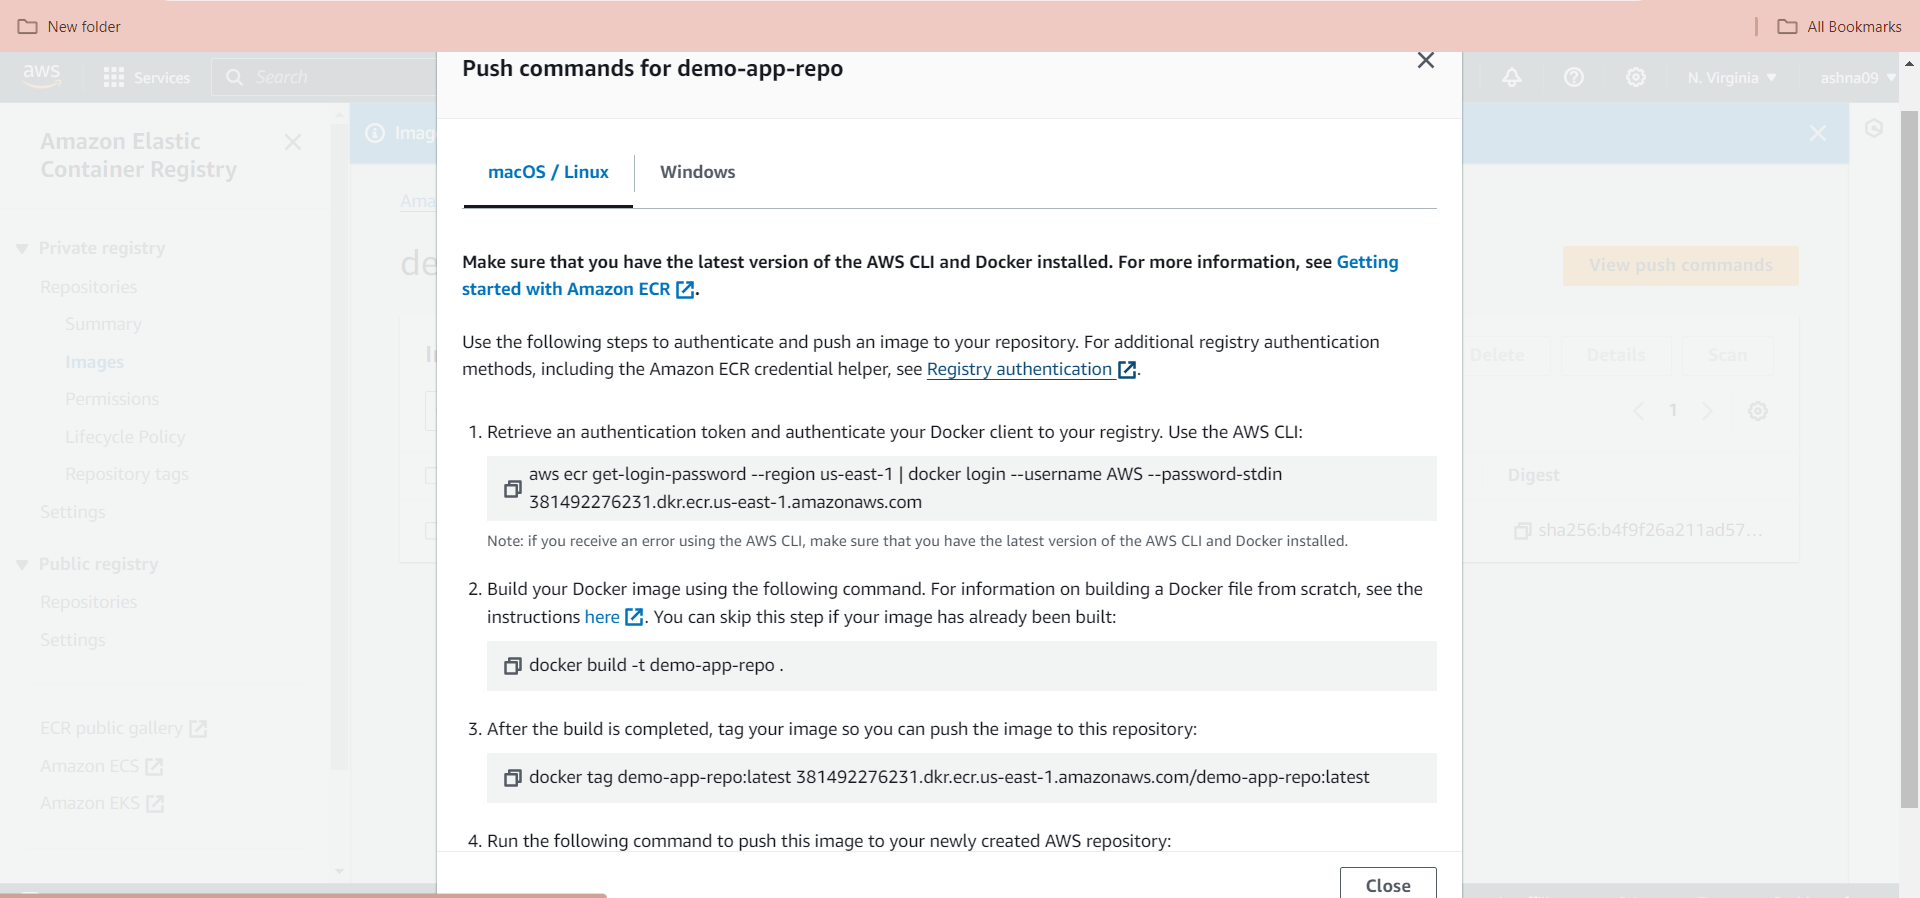 New folder
All Bookmarks
aws
Services
Search
N. Virginia
ashna09
Push commands for demo-app-repo
Amazon Elastic
Container Registry
Private registry
Repositories
Summary
Images
Permissions
Lifecycle Policy
Repository tags
Settings
Public registry
Repositories
Settings
ECR public gallery
Amazon ECS
Amazon EKS
macOS / Linux
Windows
Make sure that you have the latest version of the AWS CLI and Docker installed. For more information, see Getting
started with Amazon ECR.
Use the following steps to authenticate and push an image to your repository. For additional registry authentication
methods, including the Amazon ECR credential helper, see Registry authentication.
1. Retrieve an authentication token and authenticate your Docker client to your registry. Use the AWS CLI:
aws ecr get-login-password --region us-east-1 | docker login --username AWS --password-stdin
381492276231.dkr.ecr.us-east-1.amazonaws.com
Note: if you receive an error using the AWS CLI, make sure that you have the latest version of the AWS CLI and Docker installed.
2. Build your Docker image using the following command. For information on building a Docker file from scratch, see the
instructions here. You can skip this step if your image has already been built:
docker build -t demo-app-repo .
3. After the build is completed, tag your image so you can push the image to this repository:
docker tag demo-app-repo:latest 381492276231.dkr.ecr.us-east-1.amazonaws.com/demo-app-repo:latest
4. Run the following command to push this image to your newly created AWS repository:
Close
View push commands
Delete
Details
Scan
1
Digest
sha256:b4f9f26a211ad57...